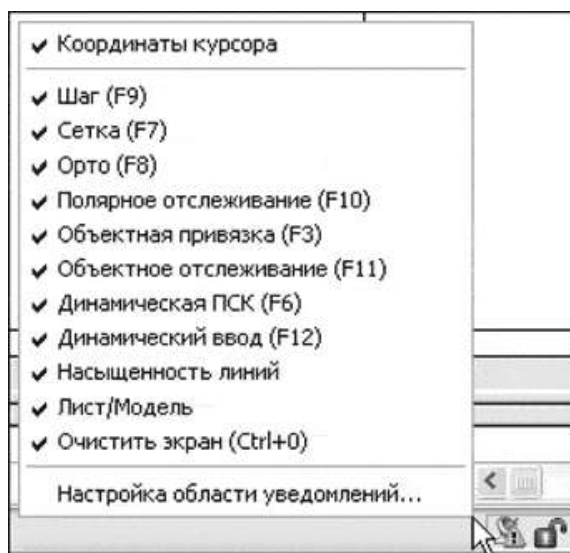 Координаты курсора
Шаг (F9)
Сетка (F7)
Орто (F8)
Полярное отслеживание (F10)
Объектная привязка (F3)
Объектное отслеживание (F11)
Динамическая ПСК (F6)
Динамический ввод (F12)
Насыщенность линий
Лист/Модель
Очистить экран (Ctrl+0)
Настройка области уведомлений...